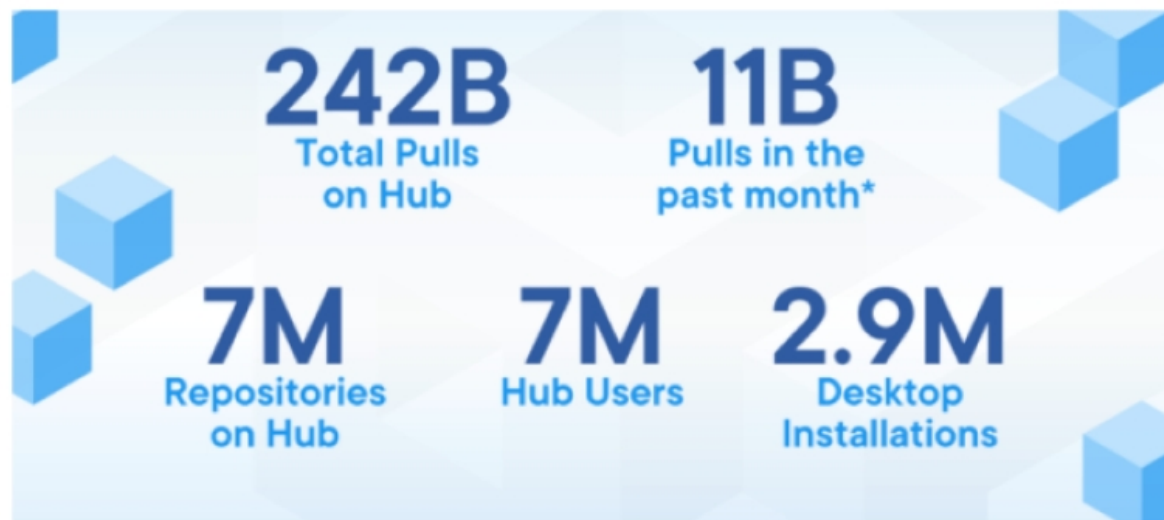 242B
Total Pulls
on Hub
11B
Pulls in the
past month*
7M
Repositories
on Hub
7M
Hub Users
2.9M
Desktop
Installations